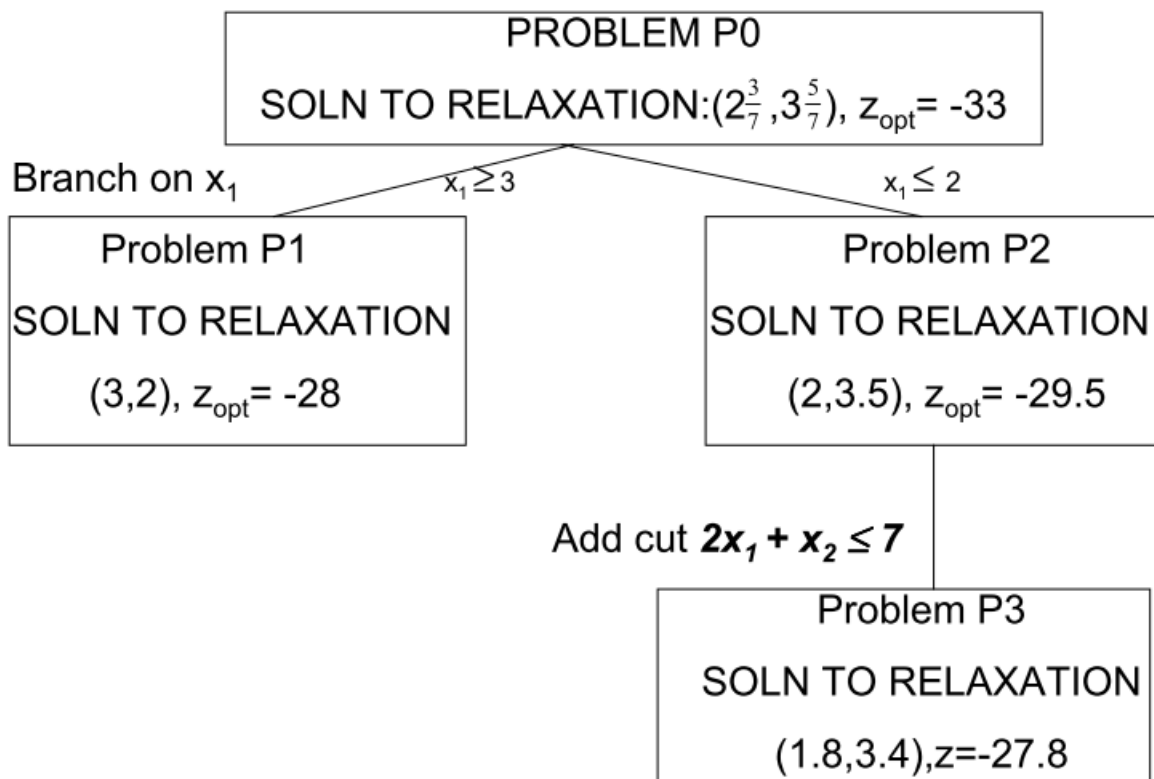 PROBLEM P0
SOLN TO RELAXATION:(2 3/7 ,3 5/7), z_opt= -33
Branch on x_1
x_1 ≥ 3
x_1 ≤ 2
Problem P1
SOLN TO RELAXATION
(3,2), z_opt= -28
Problem P2
SOLN TO RELAXATION
(2,3.5), z_opt= -29.5
Add cut 2x_1 + x_2 ≤ 7
Problem P3
SOLN TO RELAXATION
(1.8,3.4),z=-27.8